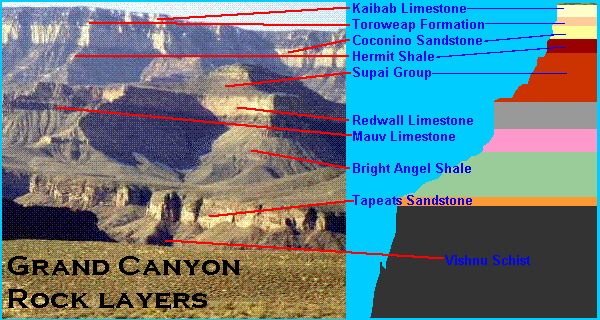 Kaibab Limestone
Toroweap Formation
Coconino Sandstone
Hermit Shale
Supai Group
Redwall Limestone
Mauv Limestone
Bright Angel Shale
Tapeats Sandstone
Vishnu Schist
Grand Canyon
Rock layers